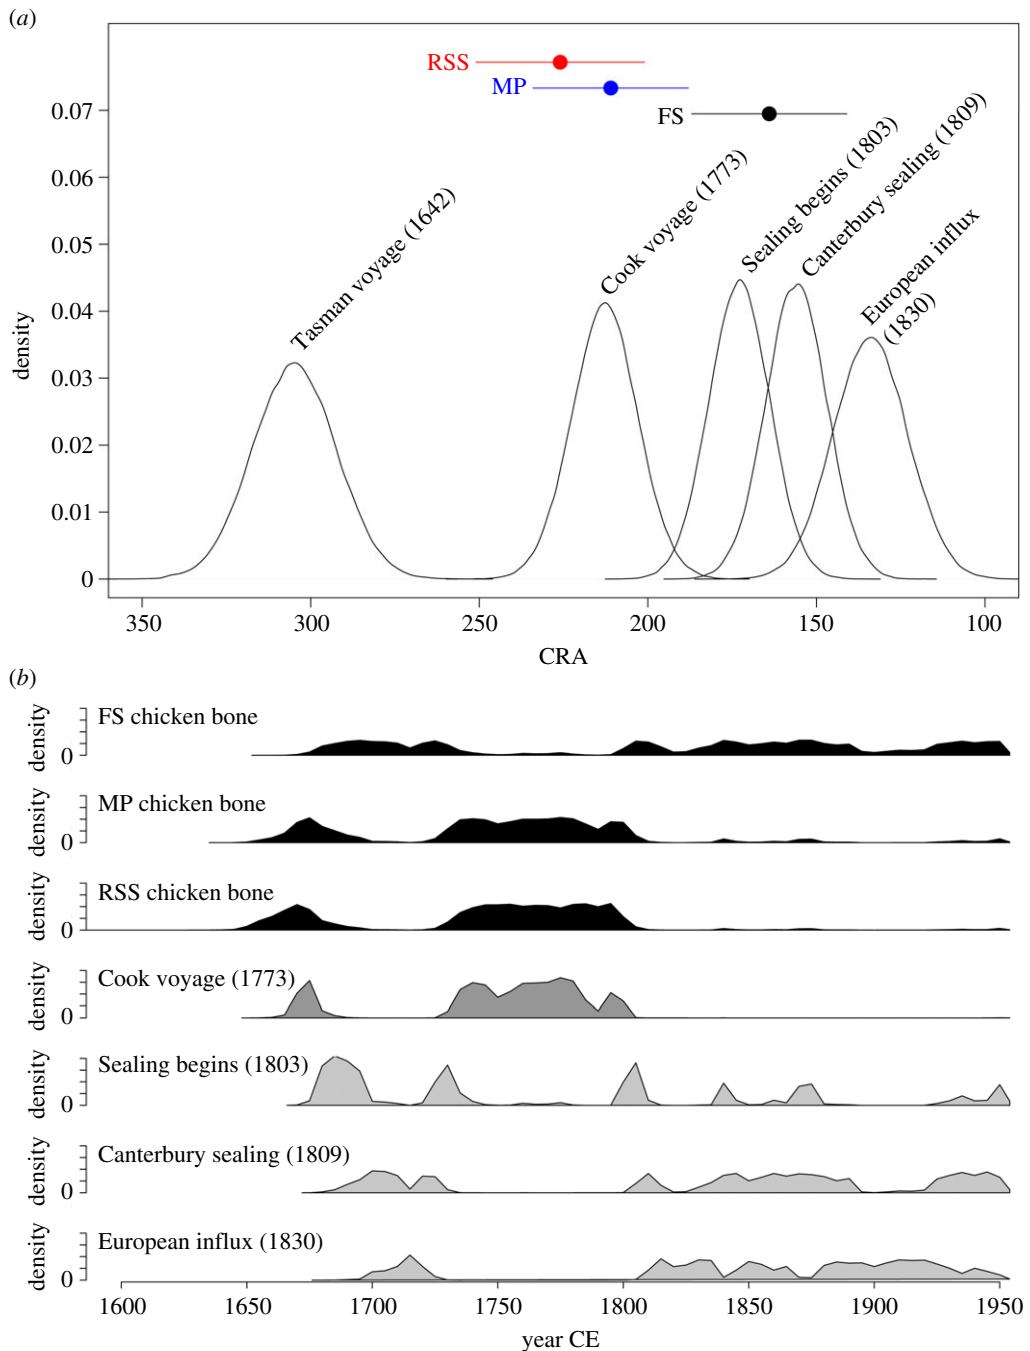 (a)
RSS
MP
FS
0.07
0.06
0.05
0.04
0.03
0.02
0.01
0
density
Tasman voyage (1642)
Cook voyage (1773)
Sealing begins (1803)
Canterbury sealing (1809)
European influx
(1830)
350
300
250
200
150
100
CRA
(b)
density
0
FS chicken bone
density
0
MP chicken bone
density
0
RSS chicken bone
density
0
Cook voyage (1773)
density
0
Sealing begins (1803)
density
0
Canterbury sealing (1809)
density
0
European influx (1830)
1600
1650
1700
1750
1800
1850
1900
1950
year CE